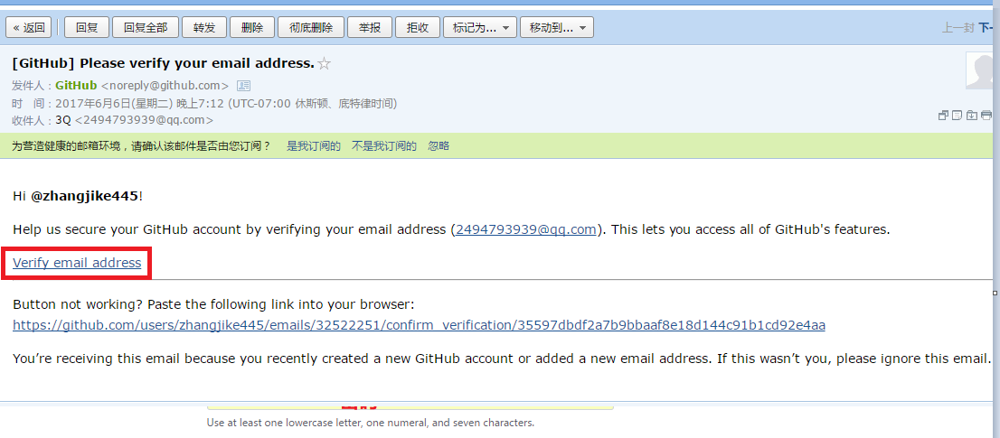 « 返回 回复 回复全部 转发 删除 彻底删除 举报 拒收 标记为... 移动到... 上一封 下一
[GitHub] Please verify your email address.
发件人：GitHub <noreply@github.com>
时 间：2017年6月6日(星期二) 晚上7:12 (UTC-07:00 休斯顿、底特律时间)
收件人：3Q <2494793939@qq.com>
为营造健康的邮箱环境，请确认该邮件是否由您订阅？ 是我订阅的 不是我订阅的 忽略
Hi @zhangjike445!
Help us secure your GitHub account by verifying your email address (2494793939@qq.com). This lets you access all of GitHub's features.
Verify email address
Button not working? Paste the following link into your browser:
https://github.com/users/zhangjike445/emails/32522251/confirm_verification/35597dbdf2a7b9bbaaf8e18d144c91b1cd92e4aa
You’re receiving this email because you recently created a new GitHub account or added a new email address. If this wasn’t you, please ignore this email.
Use at least one lowercase letter, one numeral, and seven characters.